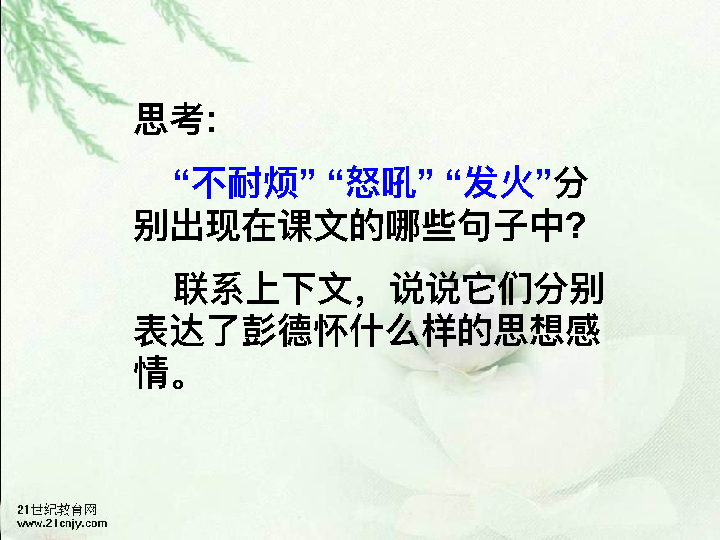 思考:
“不耐烦” “怒吼” “发火”分
别出现在课文的哪些句子中?
联系上下文，说说它们分别
表达了彭德怀什么样的思想感
情。
21世纪教育网
www.21cnjy.com